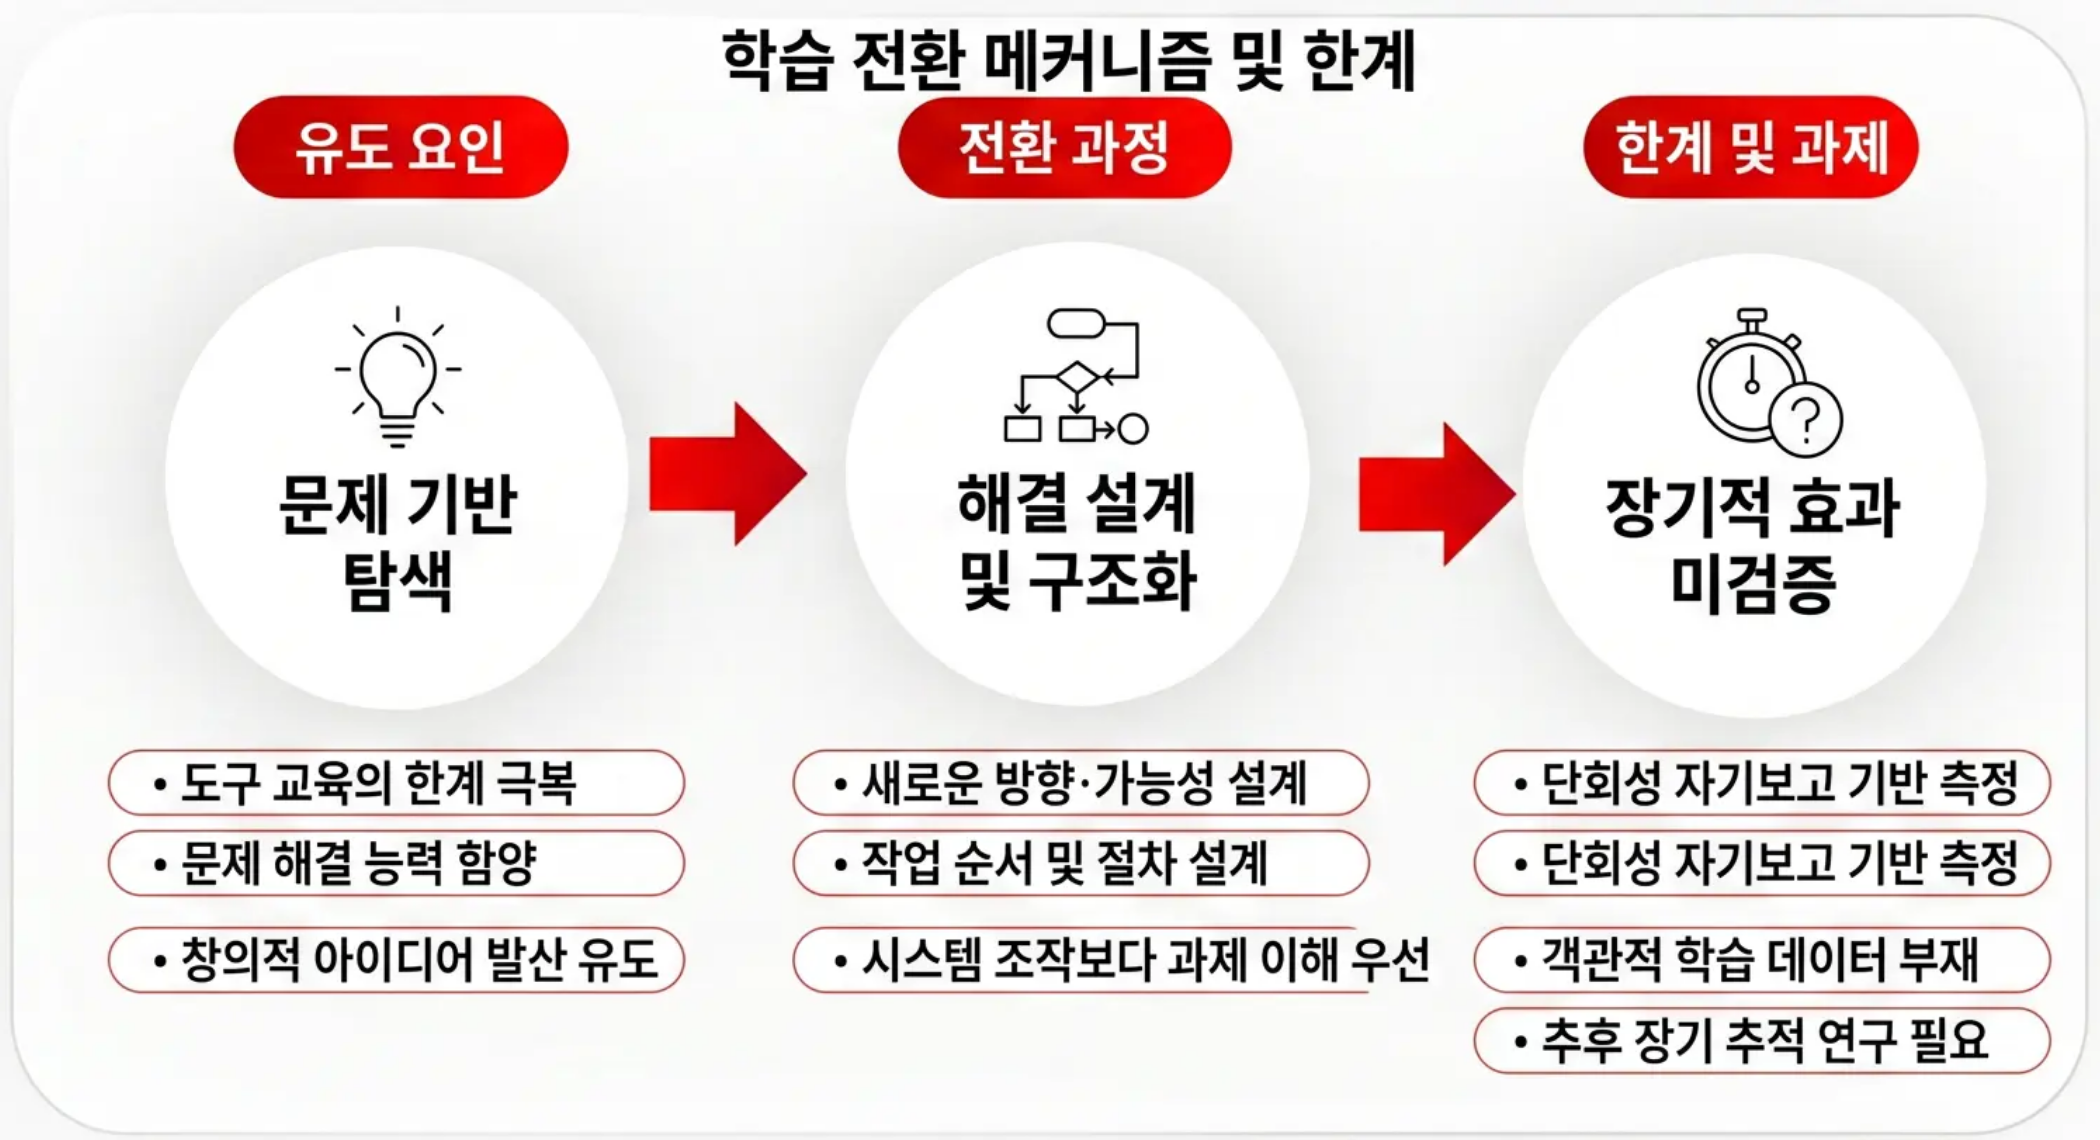 학습 전환 메커니즘 및 한계
유도 요인
문제 기반
탐색
• 도구 교육의 한계 극복
• 문제 해결 능력 함양
• 창의적 아이디어 발산 유도
전환 과정
해결 설계
및 구조화
• 새로운 방향·가능성 설계
• 작업 순서 및 절차 설계
• 시스템 조작보다 과제 이해 우선
한계 및 과제
?
장기적 효과
미검증
• 단회성 자기보고 기반 측정
• 단회성 자기보고 기반 측정
• 객관적 학습 데이터 부재
• 추후 장기 추적 연구 필요